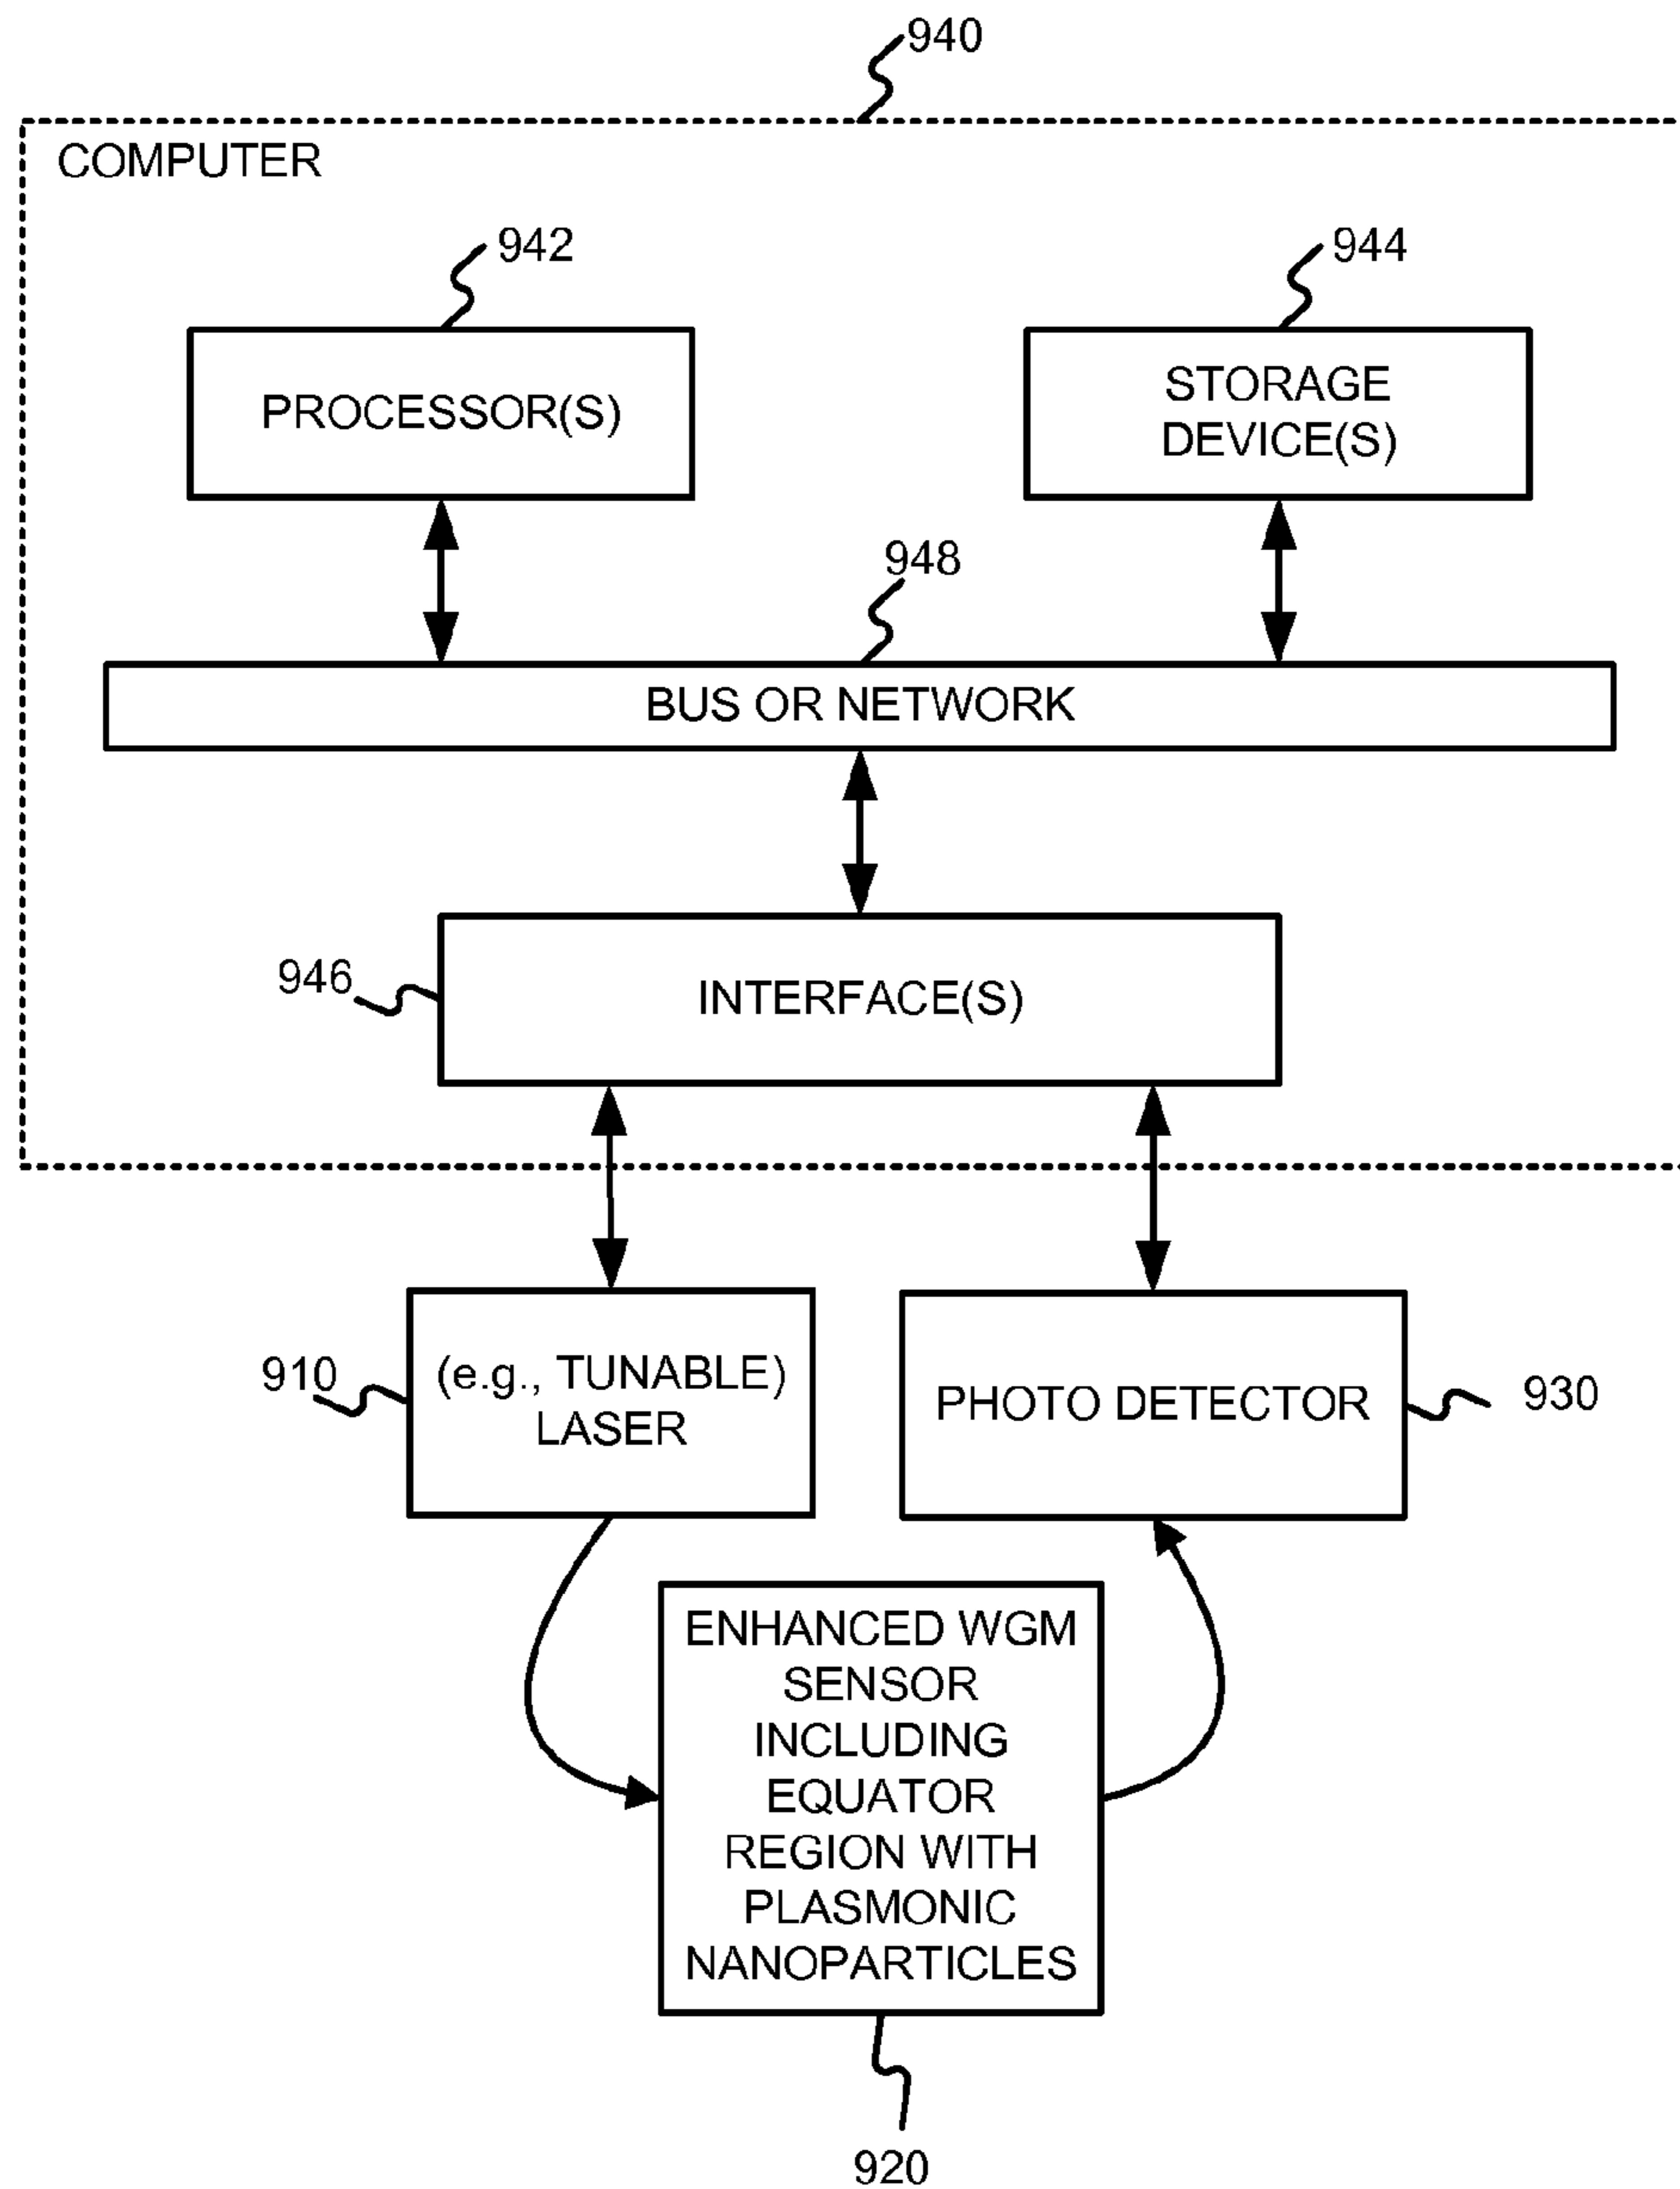 940
COMPUTER
942
944
PROCESSOR(S)
STORAGE
DEVICE(S)
948
BUS OR NETWORK
946
INTERFACE(S)
910
(e.g., TUNABLE)
LASER
PHOTO DETECTOR
930
ENHANCED WGM
SENSOR
INCLUDING
EQUATOR
REGION WITH
PLASMONIC
NANOPARTICLES
920